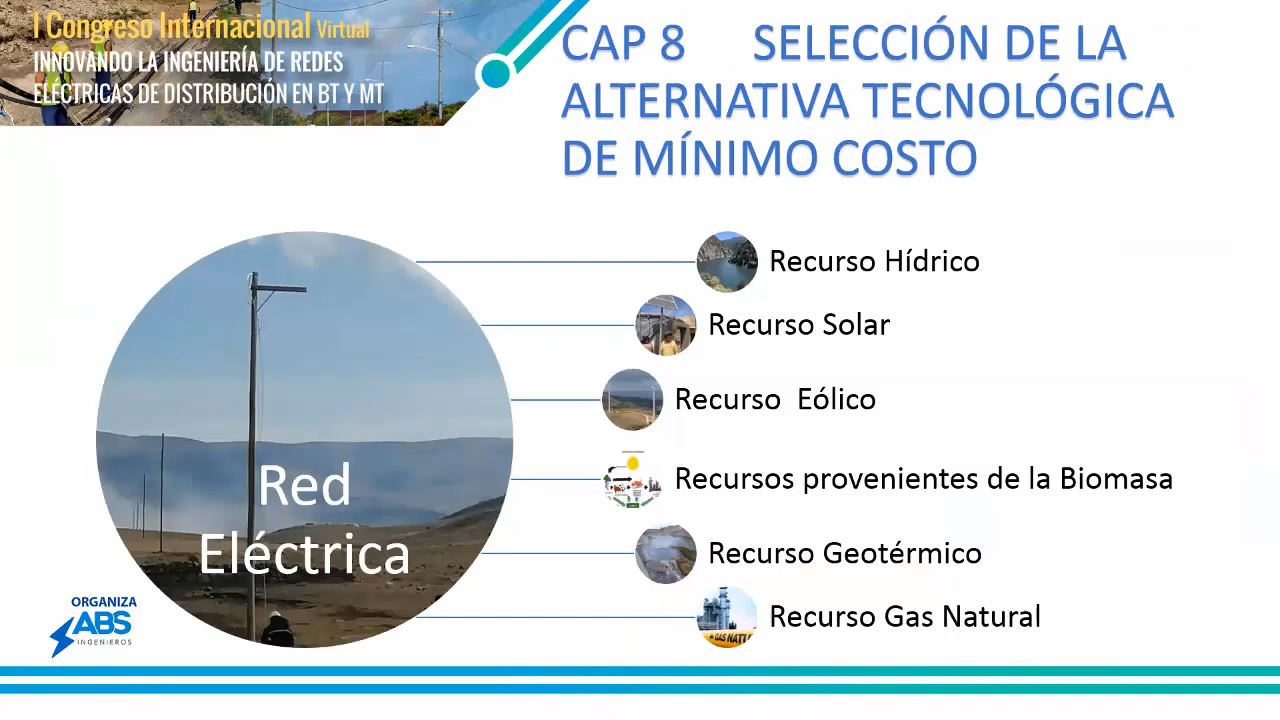 I Congreso Internacional Virtual
INNOVANDO LA INGENIERÍA DE REDES
ELÉCTRICAS DE DISTRIBUCIÓN EN BT Y MT
CAP 8 SELECCIÓN DE LA
ALTERNATIVA TECNOLÓGICA
DE MÍNIMO COSTO
Red
Eléctrica
Recurso Hídrico
Recurso Solar
Recurso Eólico
Recursos provenientes de la Biomasa
Recurso Geotérmico
Recurso Gas Natural
ORGANIZA
ABS
INGENIEROS